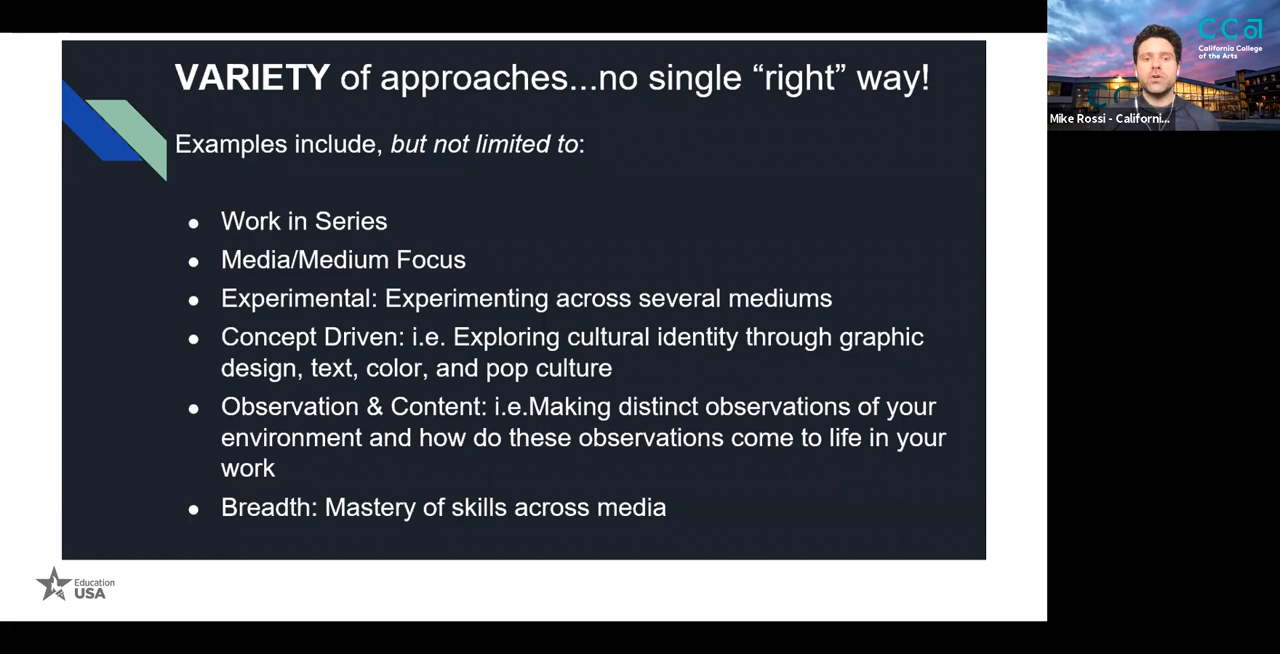 VARIETY of approaches...no single “right” way!
Examples include, but not limited to:
● Work in Series
● Media/Medium Focus
● Experimental: Experimenting across several mediums
● Concept Driven: i.e. Exploring cultural identity through graphic
design, text, color, and pop culture
● Observation & Content: i.e.Making distinct observations of your
environment and how do these observations come to life in your
work
● Breadth: Mastery of skills across media
Education
USA
CCa
California College
of the Arts
CC
Mike Rossi - Californi...